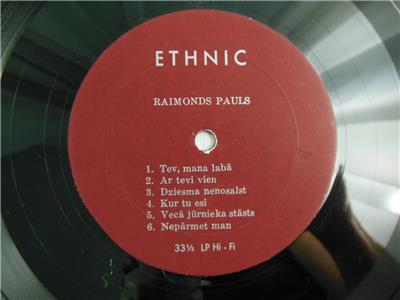 ETHNIC
RAIMONDS PAULS
1. Tev, mana labā
2. Ar tevi vien
3. Dziesma nenosalst
4. Kur tu esi
5. Vecā jūrnieka stāsts
6. Nepārmet man
33⅓ LP Hi - Fi